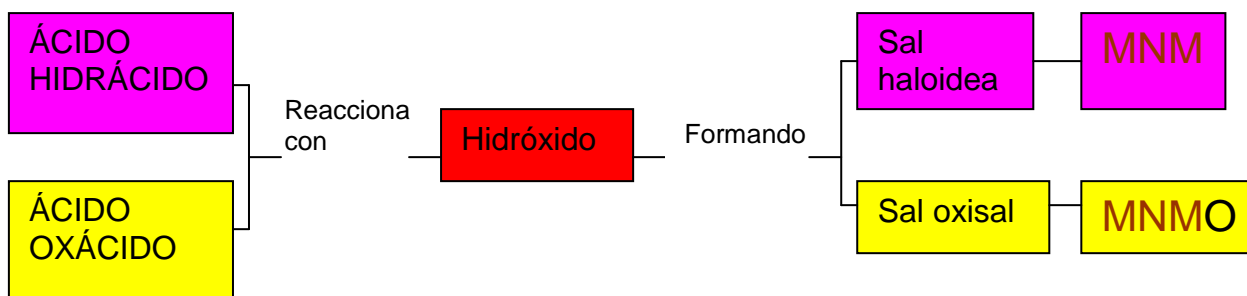 ÁCIDO
HIDRÁCIDO
ÁCIDO
OXÁCIDO
Reacciona
con
Hidróxido
Formando
Sal
haloidea
MNM
Sal oxisal
MNMO